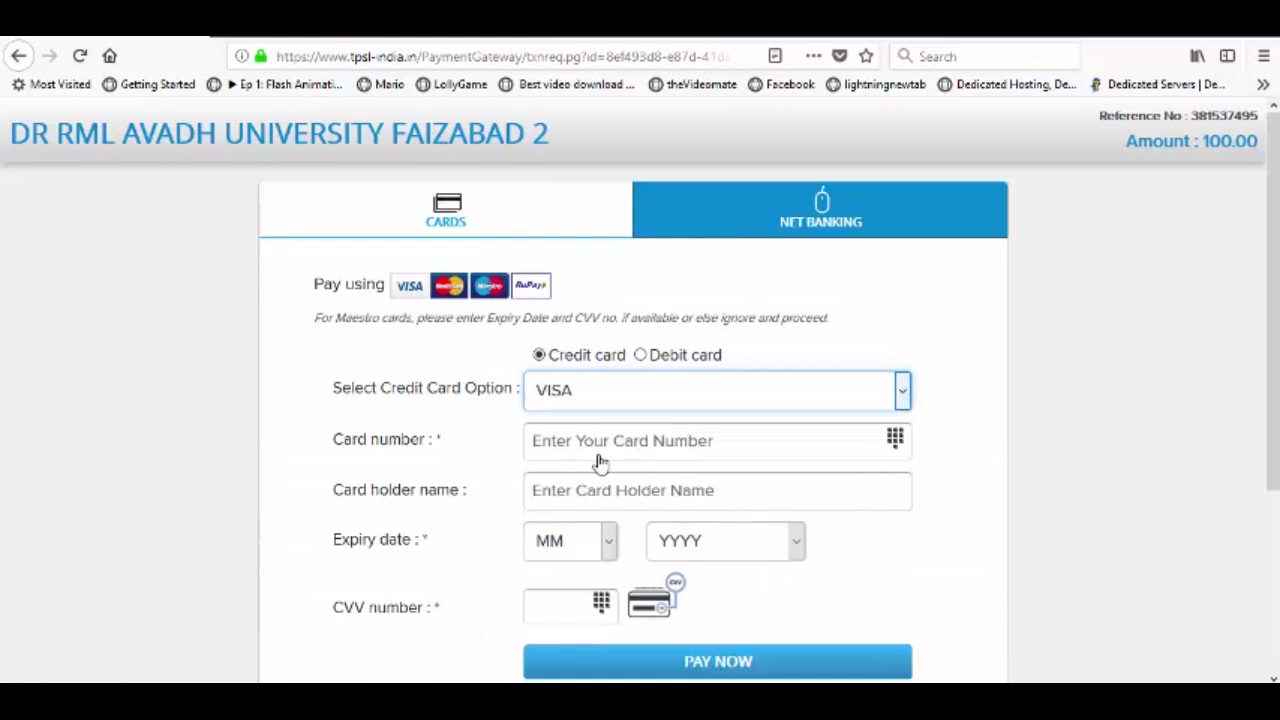 https://www.tpsl-india.in/PaymentGateway/txnreq.pg?id=8ef493d8-e87d-41da
Search
Most Visited
Getting Started
Ep 1: Flash Animati...
Mario
LollyGame
Best video download ...
theVideomate
Facebook
lightningnewtab
Dedicated Hosting, De...
Dedicated Servers | De...
DR RML AVADH UNIVERSITY FAIZABAD 2
Reference No : 381537495
Amount : 100.00
CARDS
NET BANKING
Pay using VISA MasterCard Maestro RuPay
For Maestro cards, please enter Expiry Date and CVV no. if available or else ignore and proceed.
Credit card Debit card
Select Credit Card Option : VISA
Card number : * Enter Your Card Number
Card holder name : Enter Card Holder Name
Expiry date : * MM YYYY
CVV number : * CVV
PAY NOW